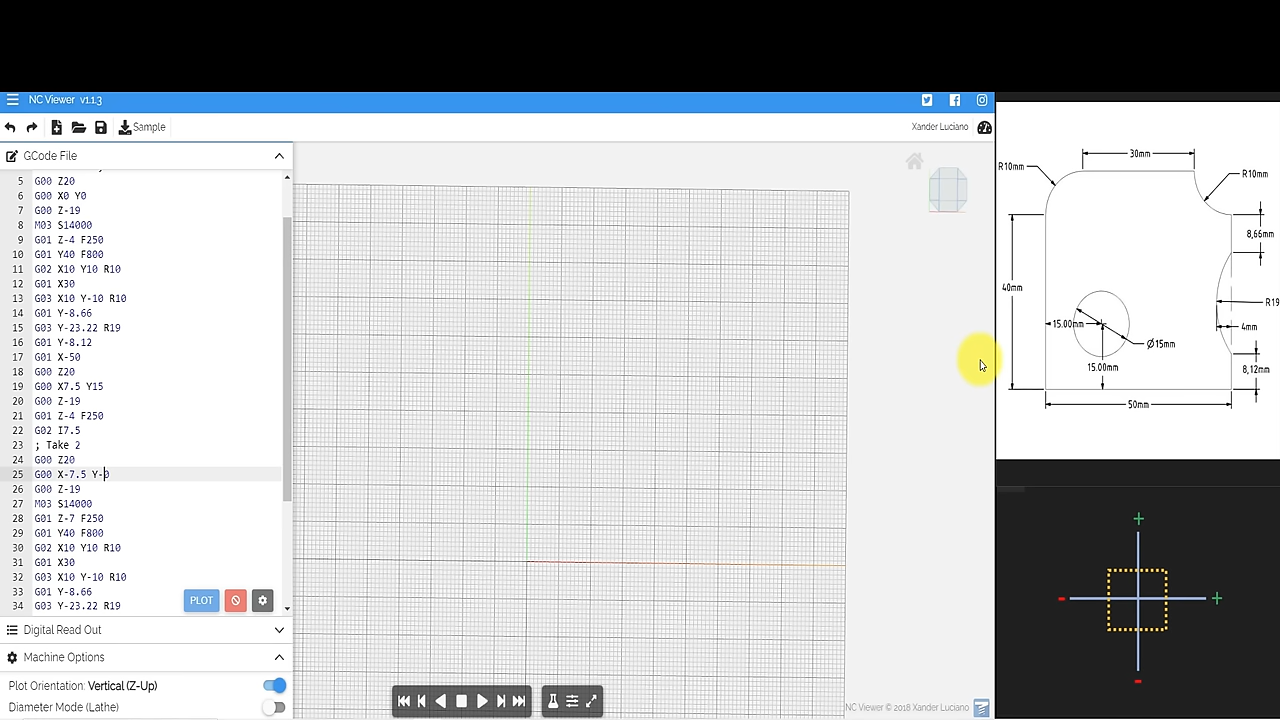 NC Viewer v1.1.3
Sample
Xander Luciano
GCode File
5 G00 Z20
6 G00 X0 Y0
7 G00 Z-19
8 M03 S14000
9 G01 Z-4 F250
10 G01 Y40 F800
11 G02 X10 Y10 R10
12 G01 X30
13 G03 X10 Y-10 R10
14 G01 Y-8.66
15 G03 Y-23.22 R19
16 G01 Y-8.12
17 G01 X-50
18 G00 Z20
19 G00 X7.5 Y15
20 G00 Z-19
21 G01 Z-4 F250
22 G02 I7.5
23 ; Take 2
24 G00 Z20
25 G00 X-7.5 Y-0
26 G00 Z-19
27 M03 S14000
28 G01 Z-7 F250
29 G01 Y40 F800
30 G02 X10 Y10 R10
31 G01 X30
32 G03 X10 Y-10 R10
33 G01 Y-8.66
34 G03 Y-23.22 R19
PLOT
Digital Read Out
Machine Options
Plot Orientation: Vertical (Z-Up)
Diameter Mode (Lathe)
NC Viewer © 2018 Xander Luciano
30mm
R10mm
R10mm
8,66mm
40mm
R19
15.00mm
4mm
Ø15mm
15.00mm
8,12mm
50mm
+
- +
-